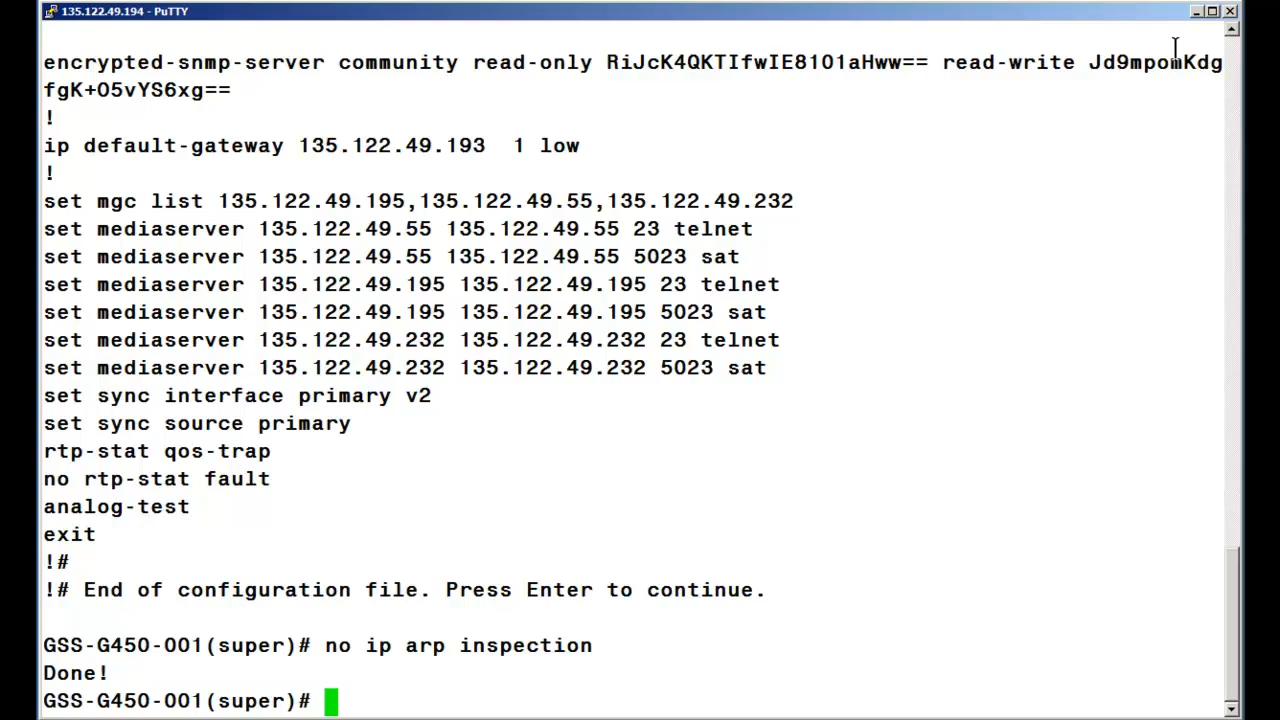 135.122.49.194 - PuTTY
encrypted-snmp-server community read-only RiJcK4QKTIfwIE81O1aHww== read-write Jd9mpomKdg
fgK+O5vYS6xg==
!
ip default-gateway 135.122.49.193  1 low
!
set mgc list 135.122.49.195,135.122.49.55,135.122.49.232
set mediaserver 135.122.49.55 135.122.49.55 23 telnet
set mediaserver 135.122.49.55 135.122.49.55 5023 sat
set mediaserver 135.122.49.195 135.122.49.195 23 telnet
set mediaserver 135.122.49.195 135.122.49.195 5023 sat
set mediaserver 135.122.49.232 135.122.49.232 23 telnet
set mediaserver 135.122.49.232 135.122.49.232 5023 sat
set sync interface primary v2
set sync source primary
rtp-stat qos-trap
no rtp-stat fault
analog-test
exit
!#
!# End of configuration file. Press Enter to continue.
GSS-G450-001(super)# no ip arp inspection
Done!
GSS-G450-001(super)#